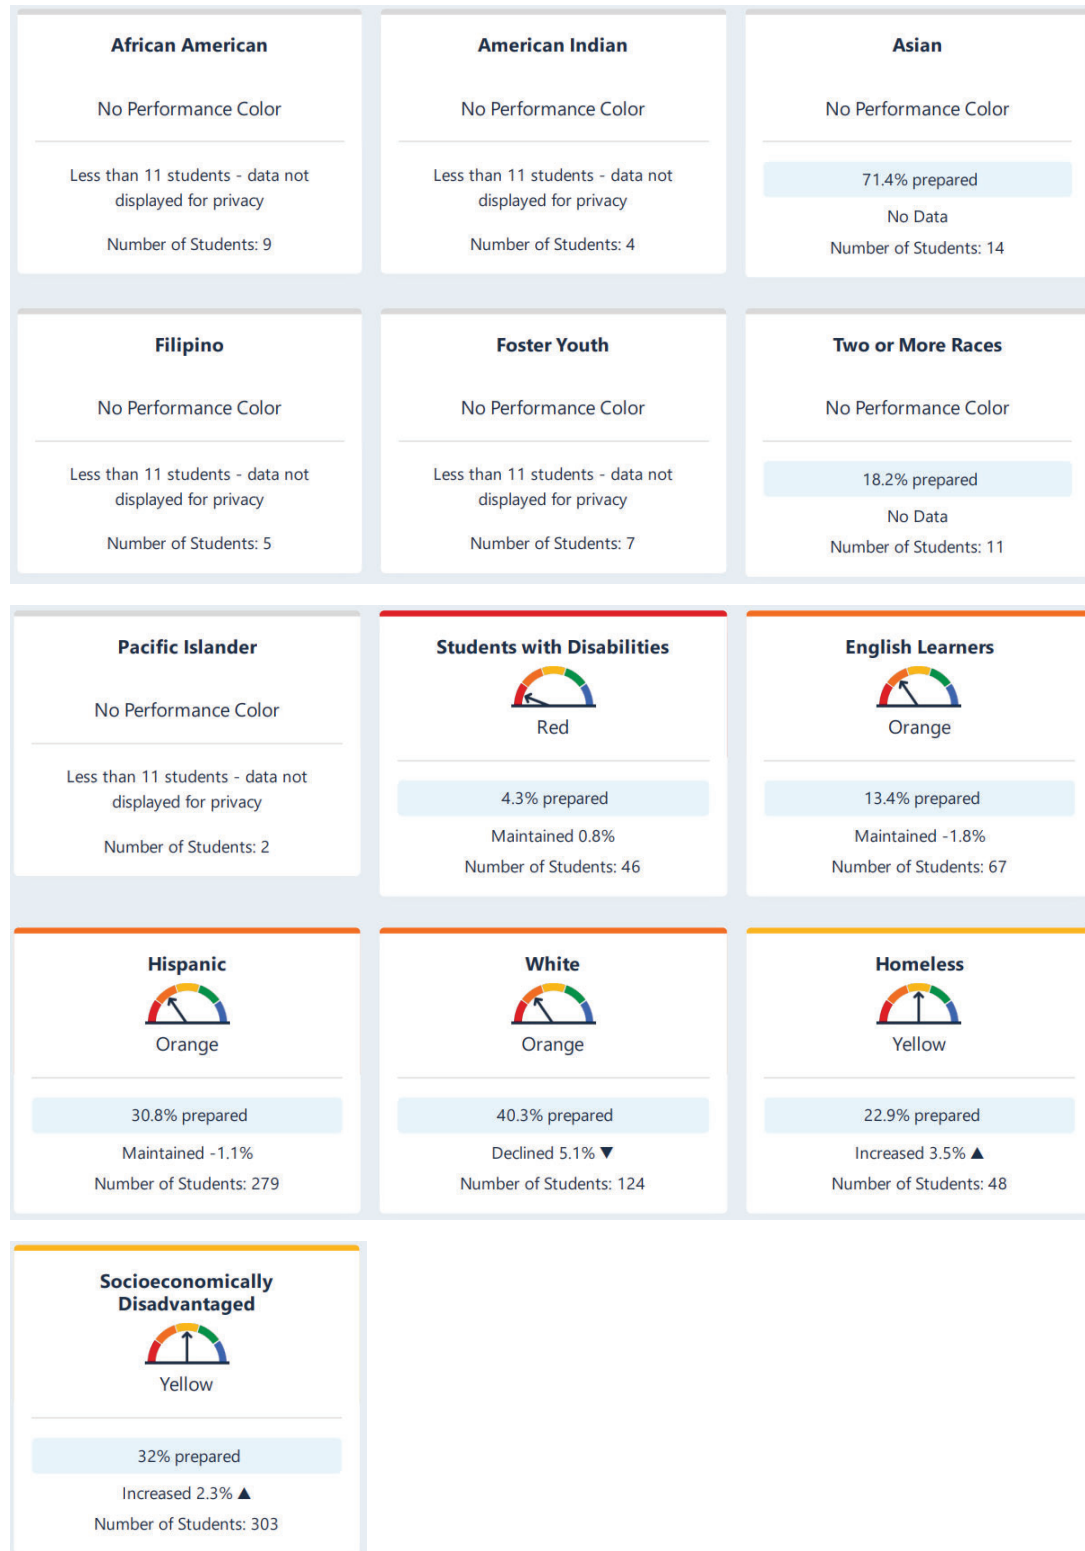 African American
No Performance Color
Less than 11 students - data not
displayed for privacy
Number of Students: 9
American Indian
No Performance Color
Less than 11 students - data not
displayed for privacy
Number of Students: 4
Asian
No Performance Color
71.4% prepared
No Data
Number of Students: 14
Filipino
No Performance Color
Less than 11 students - data not
displayed for privacy
Number of Students: 5
Foster Youth
No Performance Color
Less than 11 students - data not
displayed for privacy
Number of Students: 7
Two or More Races
No Performance Color
18.2% prepared
No Data
Number of Students: 11
Pacific Islander
No Performance Color
Less than 11 students - data not
displayed for privacy
Number of Students: 2
Students with Disabilities
Red
4.3% prepared
Maintained 0.8%
Number of Students: 46
English Learners
Orange
13.4% prepared
Maintained -1.8%
Number of Students: 67
Hispanic
Orange
30.8% prepared
Maintained -1.1%
Number of Students: 279
White
Orange
40.3% prepared
Declined 5.1% ▼
Number of Students: 124
Homeless
Yellow
22.9% prepared
Increased 3.5% ▲
Number of Students: 48
Socioeconomically
Disadvantaged
Yellow
32% prepared
Increased 2.3% ▲
Number of Students: 303